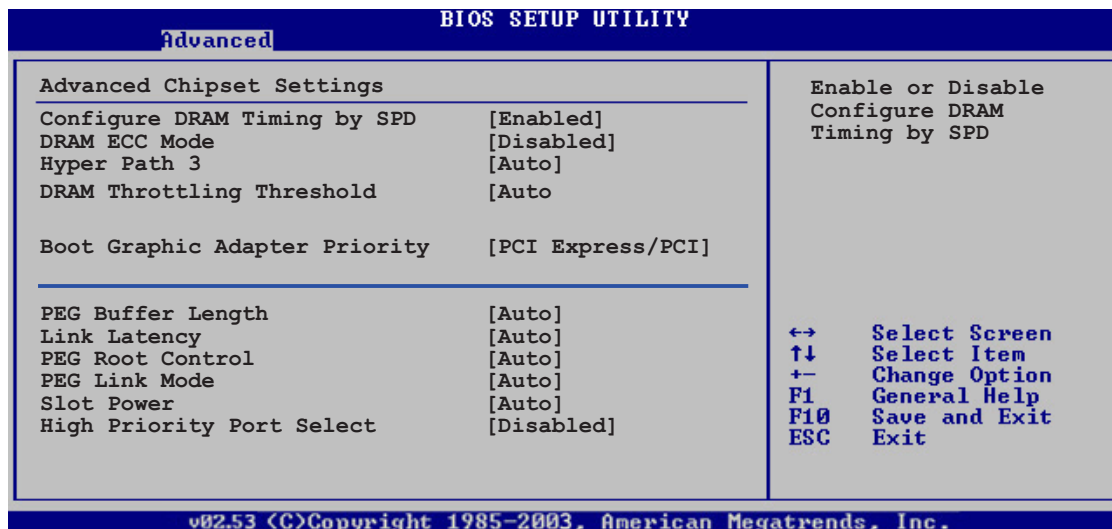 BIOS SETUP UTILITY
Advanced
Advanced Chipset Settings
Configure DRAM Timing by SPD [Enabled]
DRAM ECC Mode [Disabled]
Hyper Path 3 [Auto]
DRAM Throttling Threshold [Auto
Boot Graphic Adapter Priority [PCI Express/PCI]
PEG Buffer Length [Auto]
Link Latency [Auto]
PEG Root Control [Auto]
PEG Link Mode [Auto]
Slot Power [Auto]
High Priority Port Select [Disabled]
Enable or Disable
Configure DRAM
Timing by SPD
←→ Select Screen
↑↓ Select Item
+- Change Option
F1 General Help
F10 Save and Exit
ESC Exit
v02.53 (C)Copyright 1985-2003, American Megatrends, Inc.